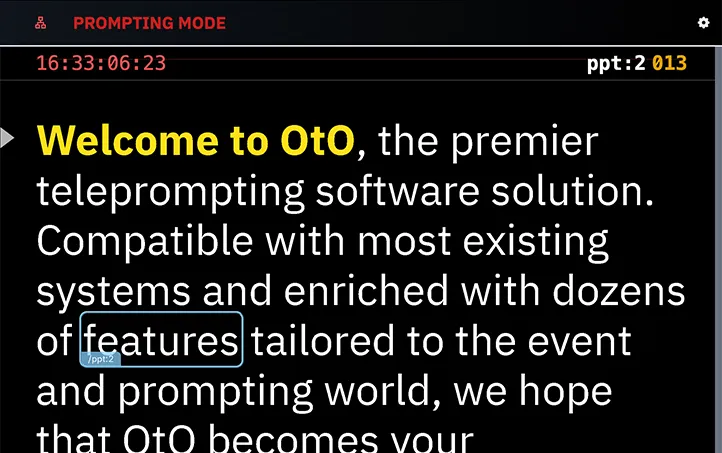 PROMPTING MODE
16:33:06:23 ppt:2 013
Welcome to OtO, the premier
teleprompting software solution.
Compatible with most existing
systems and enriched with dozens
of features tailored to the event
/ppt:2
and prompting world, we hope
that OtO becomes your